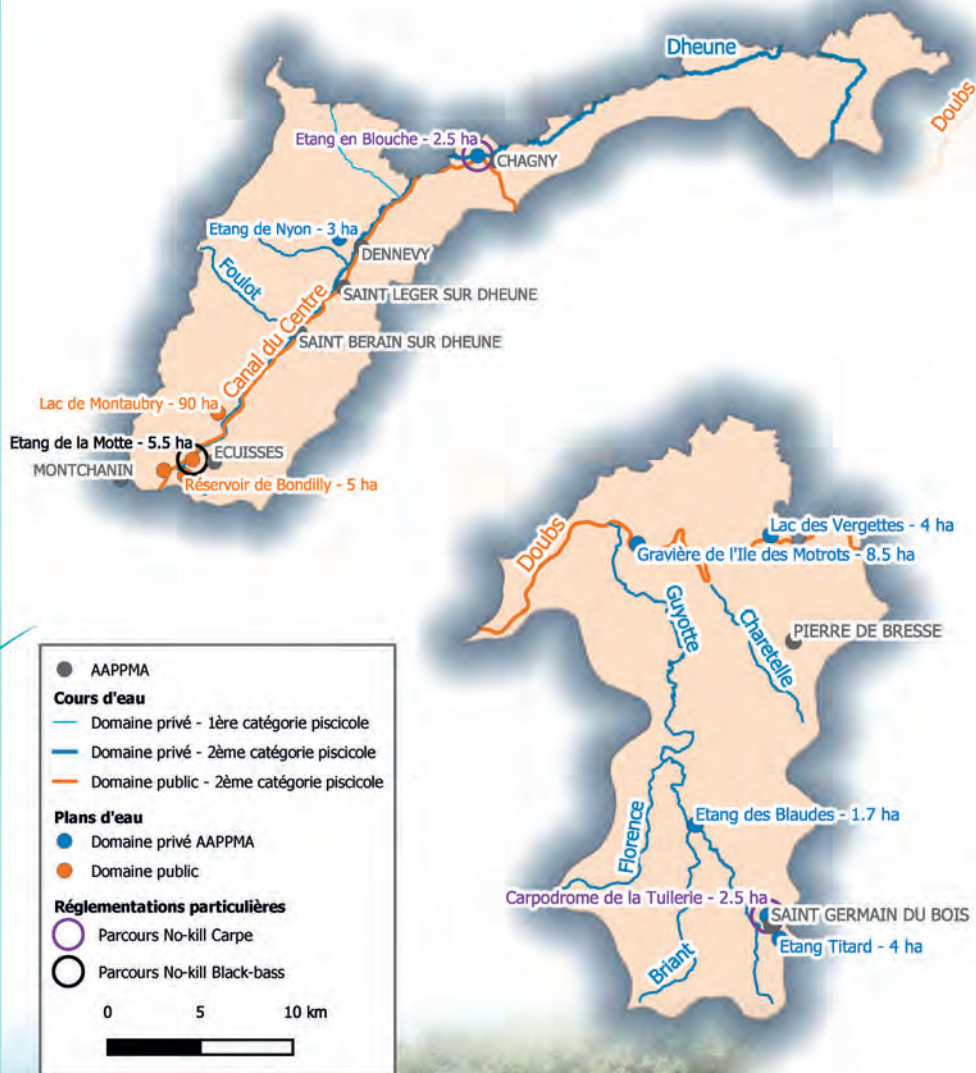 Dheune
Doubs
Etang en Blouche - 2.5 ha
CHAGNY
Etang de Nyon - 3 ha
DENNEVY
Foulot
SAINT LEGER SUR DHEUNE
Canal du Centre
SAINT BERAIN SUR DHEUNE
Lac de Montaubry - 90 ha
Etang de la Motte - 5.5 ha
ECUISSES
MONTCHANIN
Réservoir de Bondilly - 5 ha
Doubs
Lac des Vergettes - 4 ha
Gravière de l'Ile des Motrots - 8.5 ha
Guyotte
Charetelle
PIERRE DE BRESSE
Florence
Etang des Blaudes - 1.7 ha
Carpodrome de la Tuilerie - 2.5 ha
SAINT GERMAIN DU BOIS
Etang Titard - 4 ha
Briant
AAPPMA
Cours d'eau
Domaine privé - 1ère catégorie piscicole
Domaine privé - 2ème catégorie piscicole
Domaine public - 2ème catégorie piscicole
Plans d'eau
Domaine privé AAPPMA
Domaine public
Réglementations particulières
Parcours No-kill Carpe
Parcours No-kill Black-bass
0 5 10 km